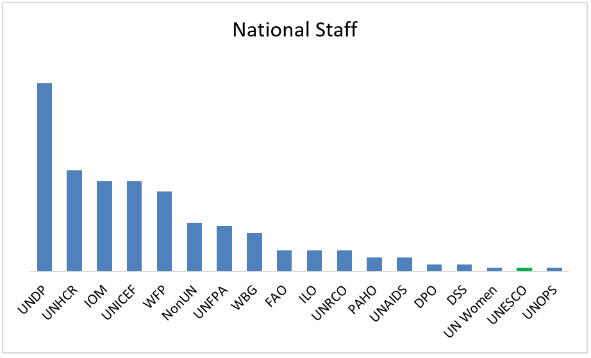 National Staff
UNDP
UNHCR
IOM
UNICEF
WFP
NonUN
UNFPA
WBG
FAO
ILO
UNRCO
PAHO
UNAIDS
DPO
DSS
UN Women
UNESCO
UNOPS